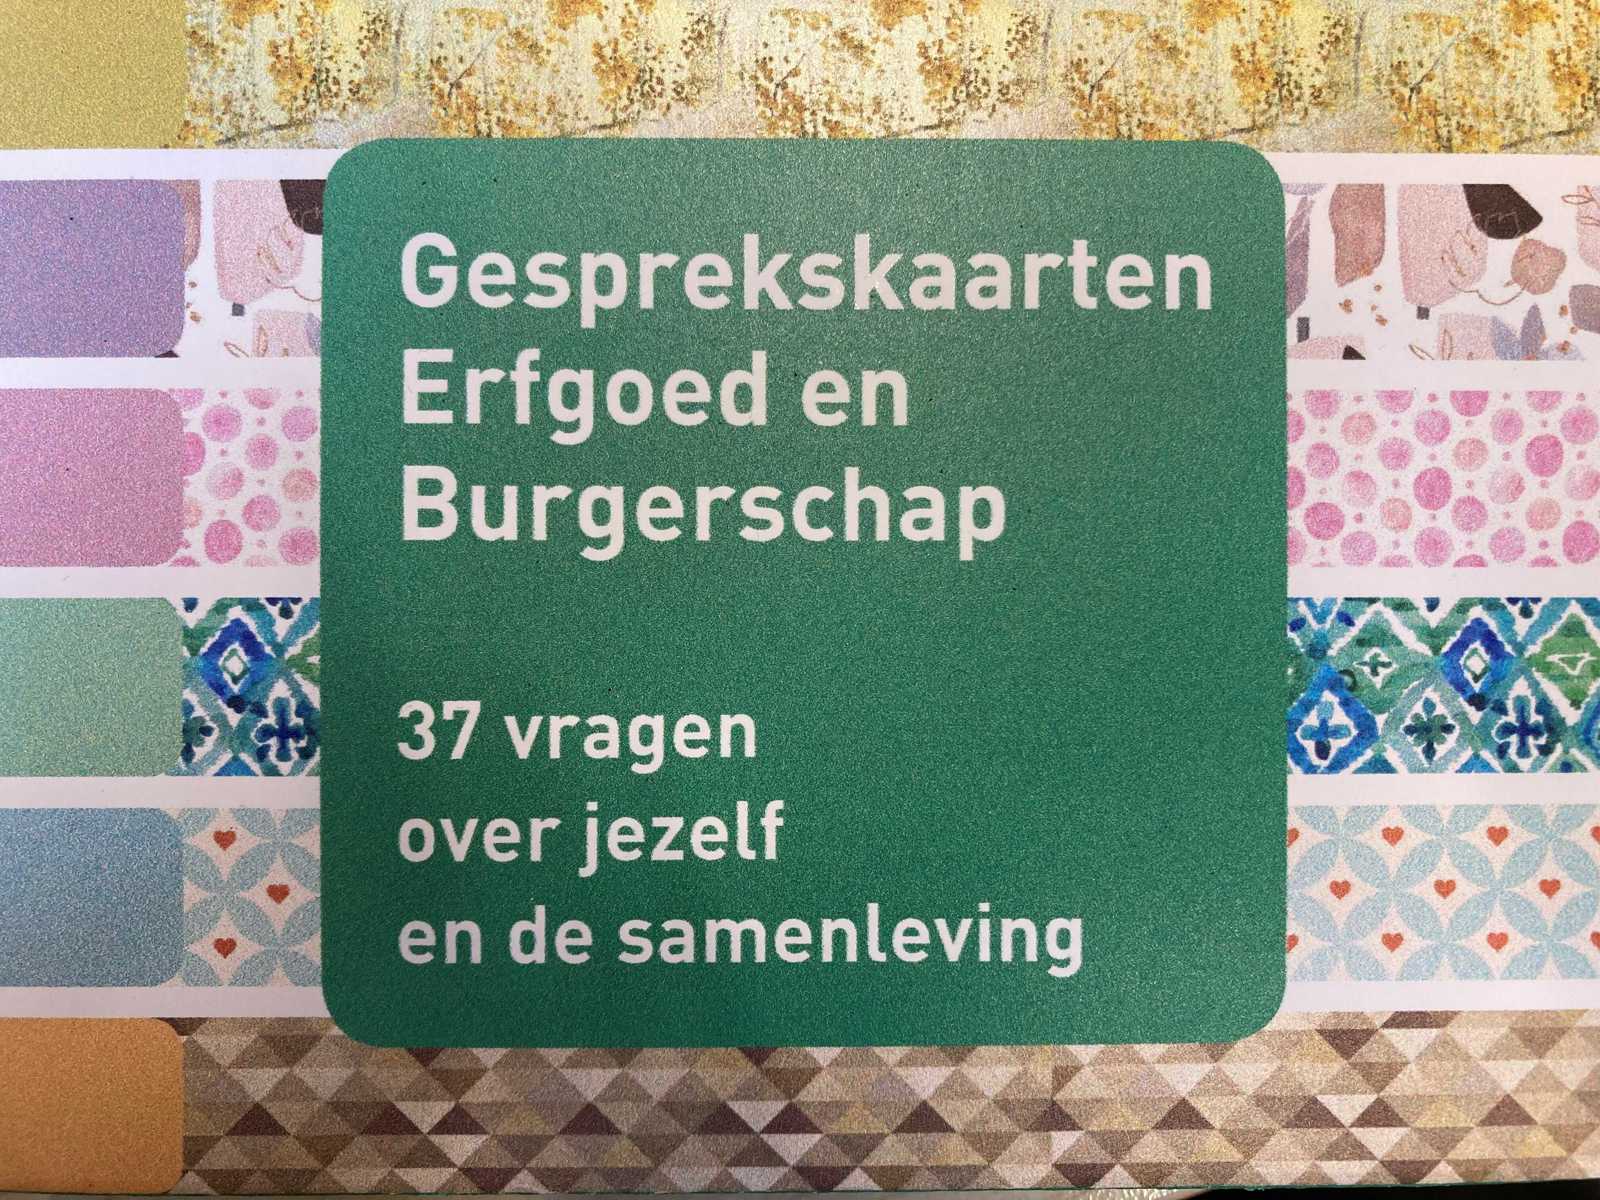 Gesprekskaarten
Erfgoed en
Burgerschap
37 vragen
over jezelf
en de samenleving